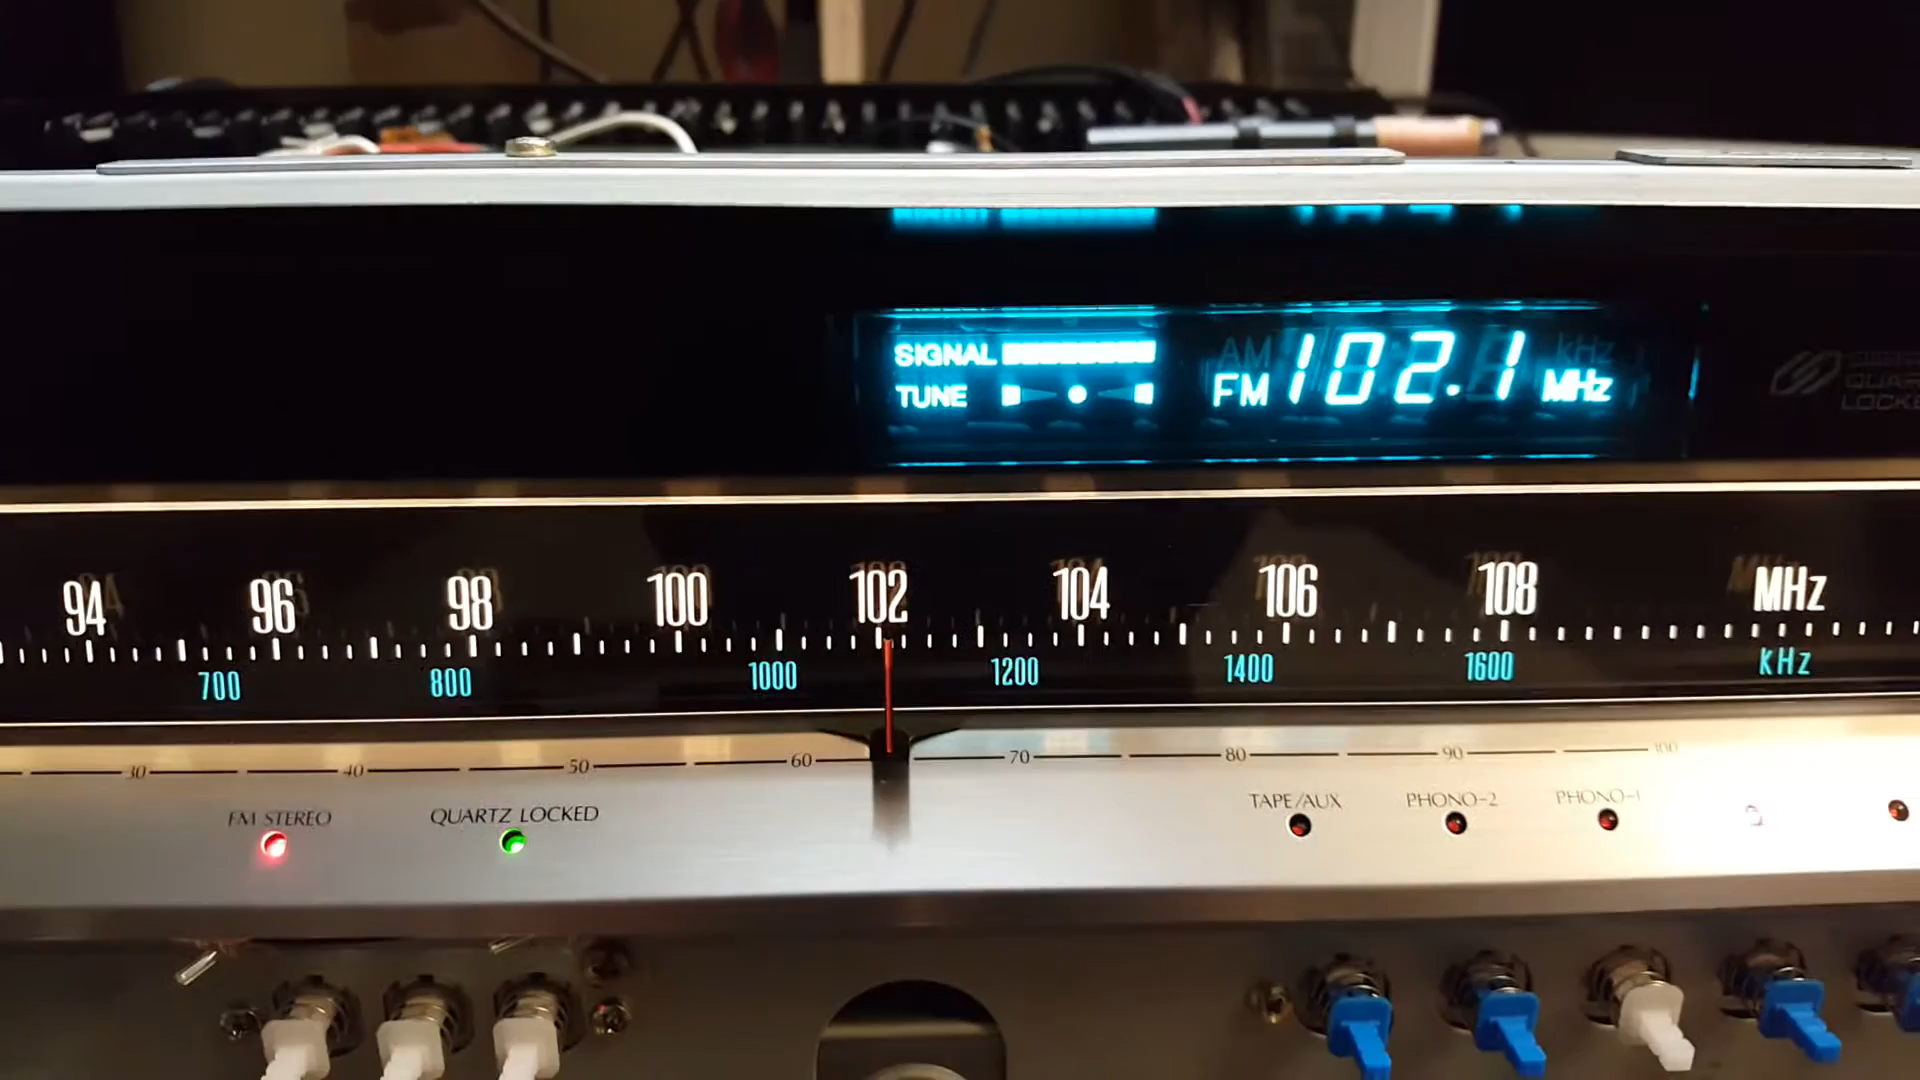 SIGNAL
TUNE
AM
FM 102.1 kHz
MHz
QUARTZ
LOCKED
94 96 98 100 102 104 106 108 MHz
700 800 1000 1200 1400 1600 kHz
30 40 50 60 70 80 90 100
FM STEREO QUARTZ LOCKED TAPE/AUX PHONO-2 PHONO-1